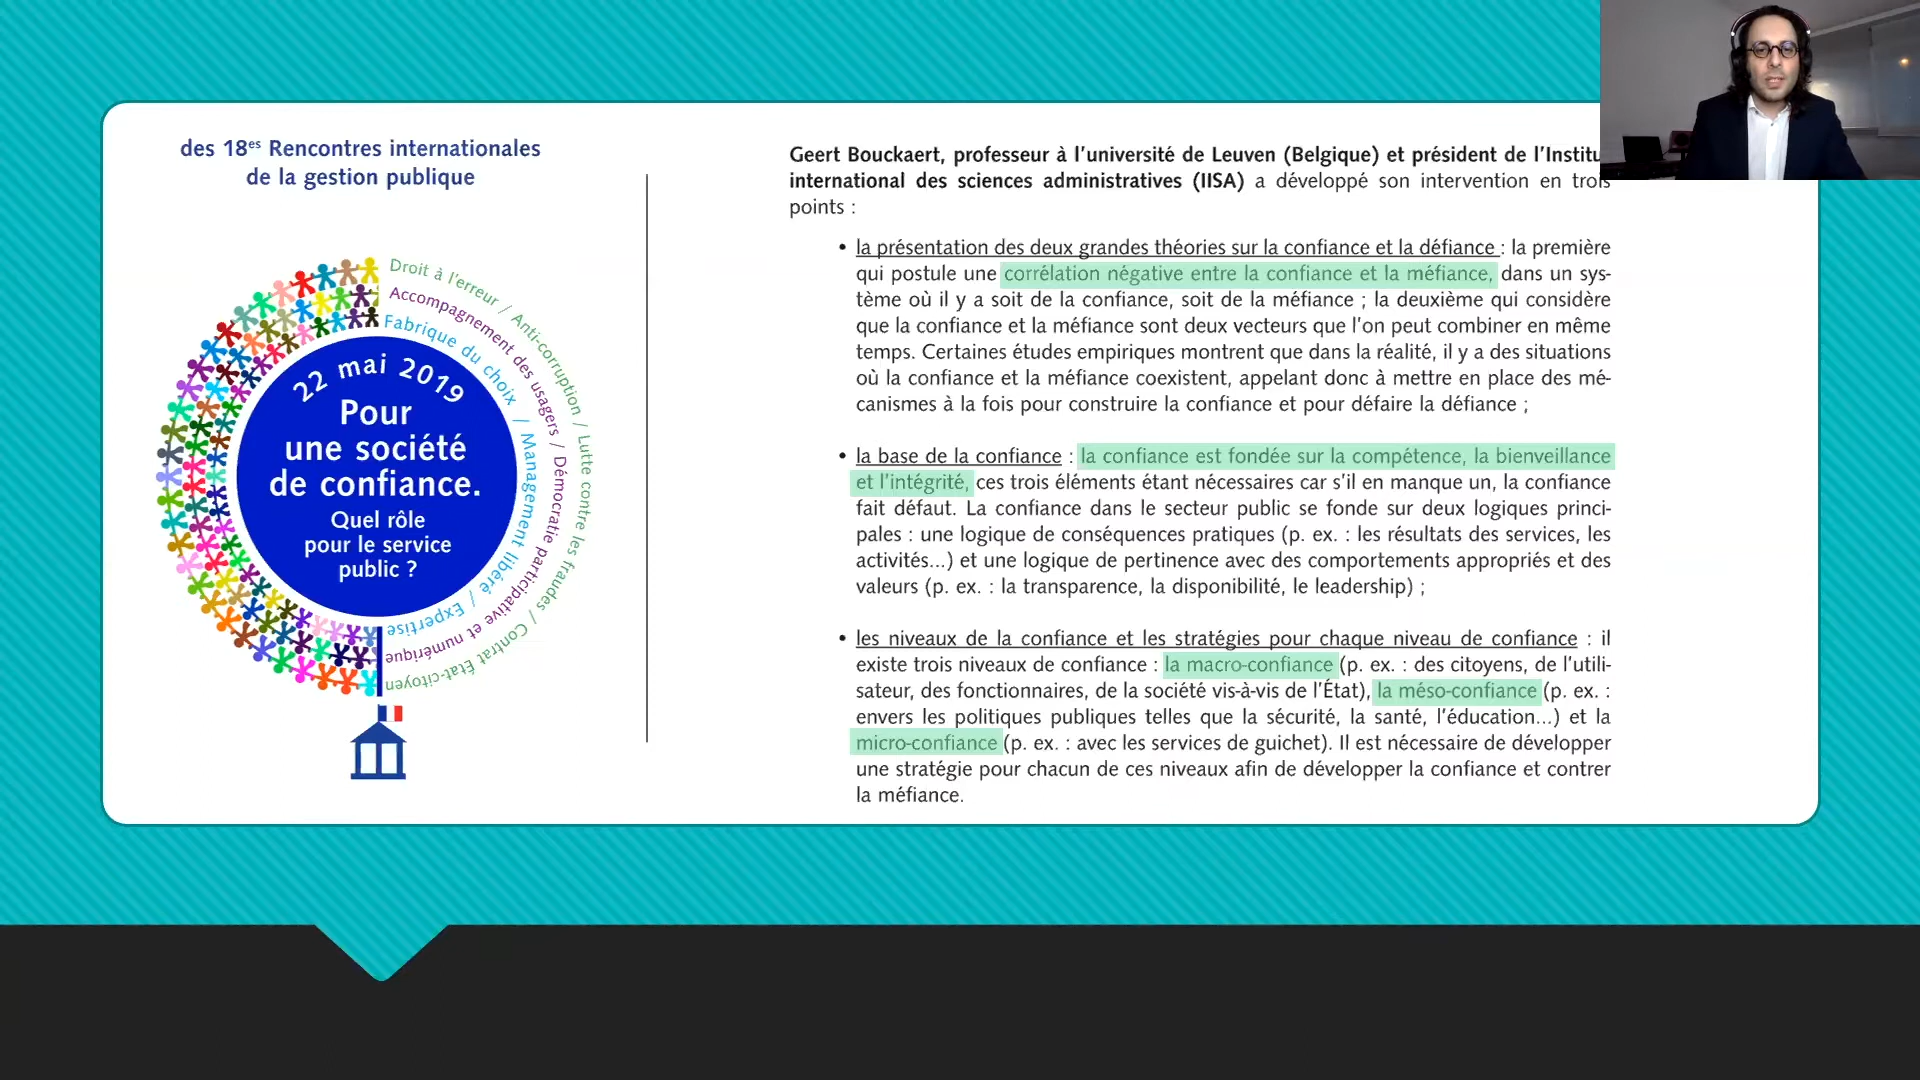 des 18es Rencontres internationales
de la gestion publique
Droit à l'erreur / Anti-corruption / Lutte contre les fraudes / Contrat État-citoyen
Accompagnement des usagers / Démocratie participative et numérique
Fabrique du choix / Management libéré / Expertise
22 mai 2019
Pour
une société
de confiance.
Quel rôle
pour le service
public ?
Geert Bouckaert, professeur à l'université de Leuven (Belgique) et président de l'Institu
international des sciences administratives (IISA) a développé son intervention en trois
points :
• la présentation des deux grandes théories sur la confiance et la défiance : la première
qui postule une corrélation négative entre la confiance et la méfiance, dans un sys-
tème où il y a soit de la confiance, soit de la méfiance ; la deuxième qui considère
que la confiance et la méfiance sont deux vecteurs que l'on peut combiner en même
temps. Certaines études empiriques montrent que dans la réalité, il y a des situations
où la confiance et la méfiance coexistent, appelant donc à mettre en place des mé-
canismes à la fois pour construire la confiance et pour défaire la défiance ;
• la base de la confiance : la confiance est fondée sur la compétence, la bienveillance
et l'intégrité, ces trois éléments étant nécessaires car s'il en manque un, la confiance
fait défaut. La confiance dans le secteur public se fonde sur deux logiques princi-
pales : une logique de conséquences pratiques (p. ex. : les résultats des services, les
activités...) et une logique de pertinence avec des comportements appropriés et des
valeurs (p. ex. : la transparence, la disponibilité, le leadership) ;
• les niveaux de la confiance et les stratégies pour chaque niveau de confiance : il
existe trois niveaux de confiance : la macro-confiance (p. ex. : des citoyens, de l'utili-
sateur, des fonctionnaires, de la société vis-à-vis de l'État), la méso-confiance (p. ex. :
envers les politiques publiques telles que la sécurité, la santé, l'éducation...) et la
micro-confiance (p. ex. : avec les services de guichet). Il est nécessaire de développer
une stratégie pour chacun de ces niveaux afin de développer la confiance et contrer
la méfiance.